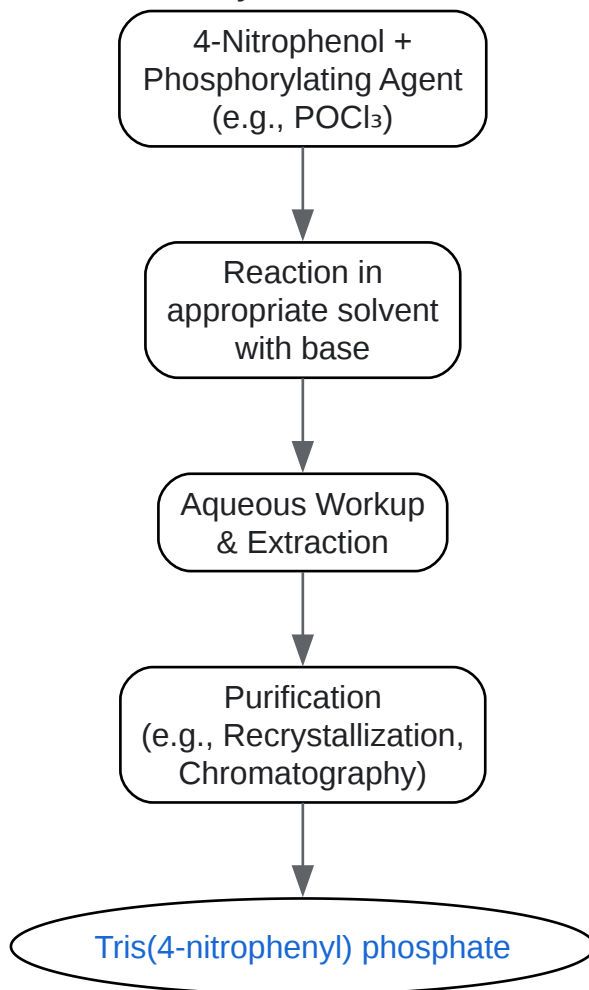 4-Nitrophenol +
Phosphorylating Agent
(e.g., POCl₃)
Reaction in
appropriate solvent
with base
Aqueous Workup
& Extraction
Purification
(e.g., Recrystallization,
Chromatography)
Tris(4-nitrophenyl) phosphate